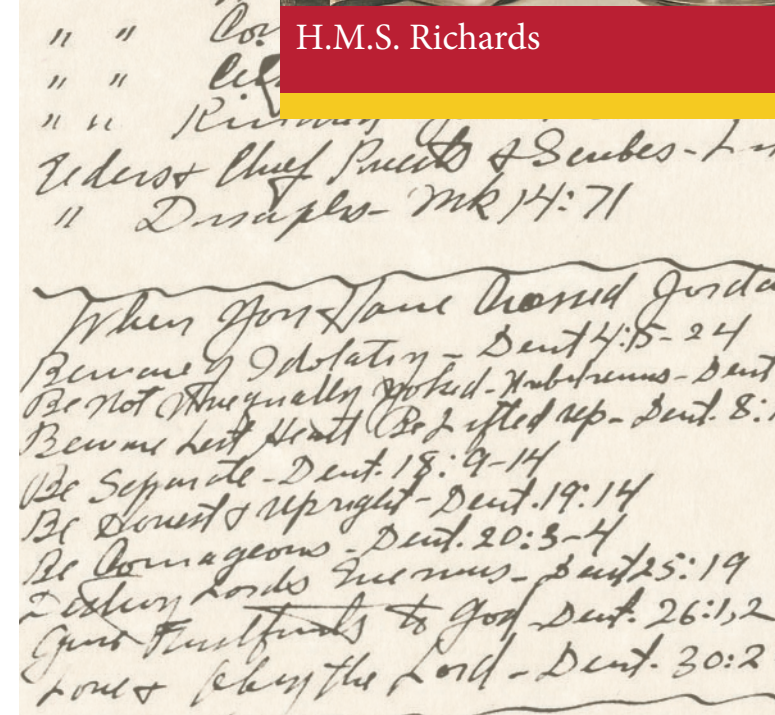 H.M.S. Richards
" " Co
" "
" "
Elders & Chief Priests & Scribes - L
" Disciples - Mk 14:71
When You Have Crossed Jorda
Beware of Idolatry - Deut 4:15-24
Be Not Unequally Yoked - - Deut
Beware Lest Heart Be Lifted up - Deut. 8:1
Be Separate - Deut. 18:9-14
Be Honest & upright - Deut. 19:14
Be Courageous - Deut. 20:3-4
Destroy Lords Enemies - Deut 25:19
Give Firstfruits to God - Deut. 26:1,2
Love & Obey the Lord - Deut. 30:2